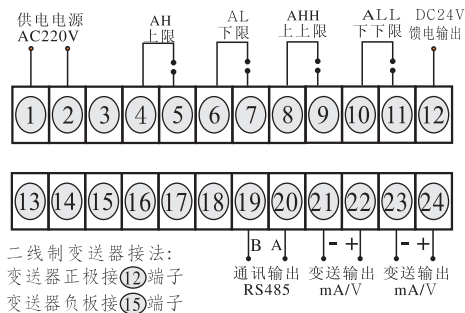 供电电源 AH AL AHH ALL DC24V
AC220V 上限 下限 上上限 下下限 馈电输出
1 2 3 4 5 6 7 8 9 10 11 12
13 14 15 16 17 18 19 20 21 22 23 24
B A - + - +
二线制变送器接法: 通讯输出 变送输出 变送输出
变送器正极接12端子 RS485 mA/V mA/V
变送器负板接15端子